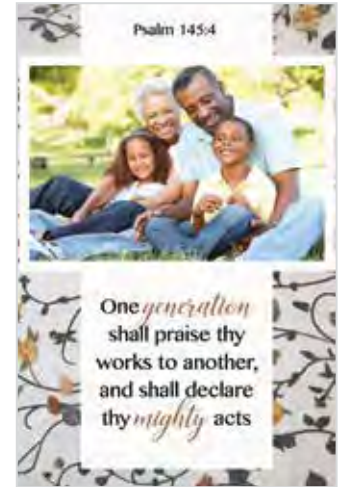 Psalm 145:4
One generation
shall praise thy
works to another,
and shall declare
thy mighty acts